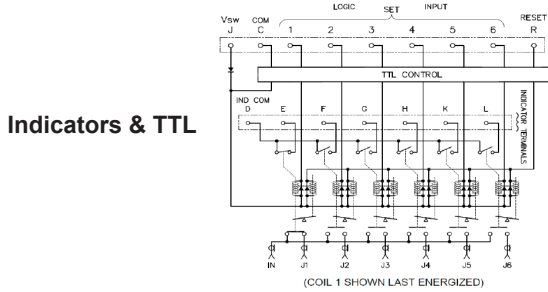 LOGIC SET INPUT
Vsw COM RESET
J C 1 2 3 4 5 6 R
TTL CONTROL
IND COM
D E F G H K L
INDICATOR TERMINALS
Indicators & TTL
IN J1 J2 J3 J4 J5 J6
(COIL 1 SHOWN LAST ENERGIZED)